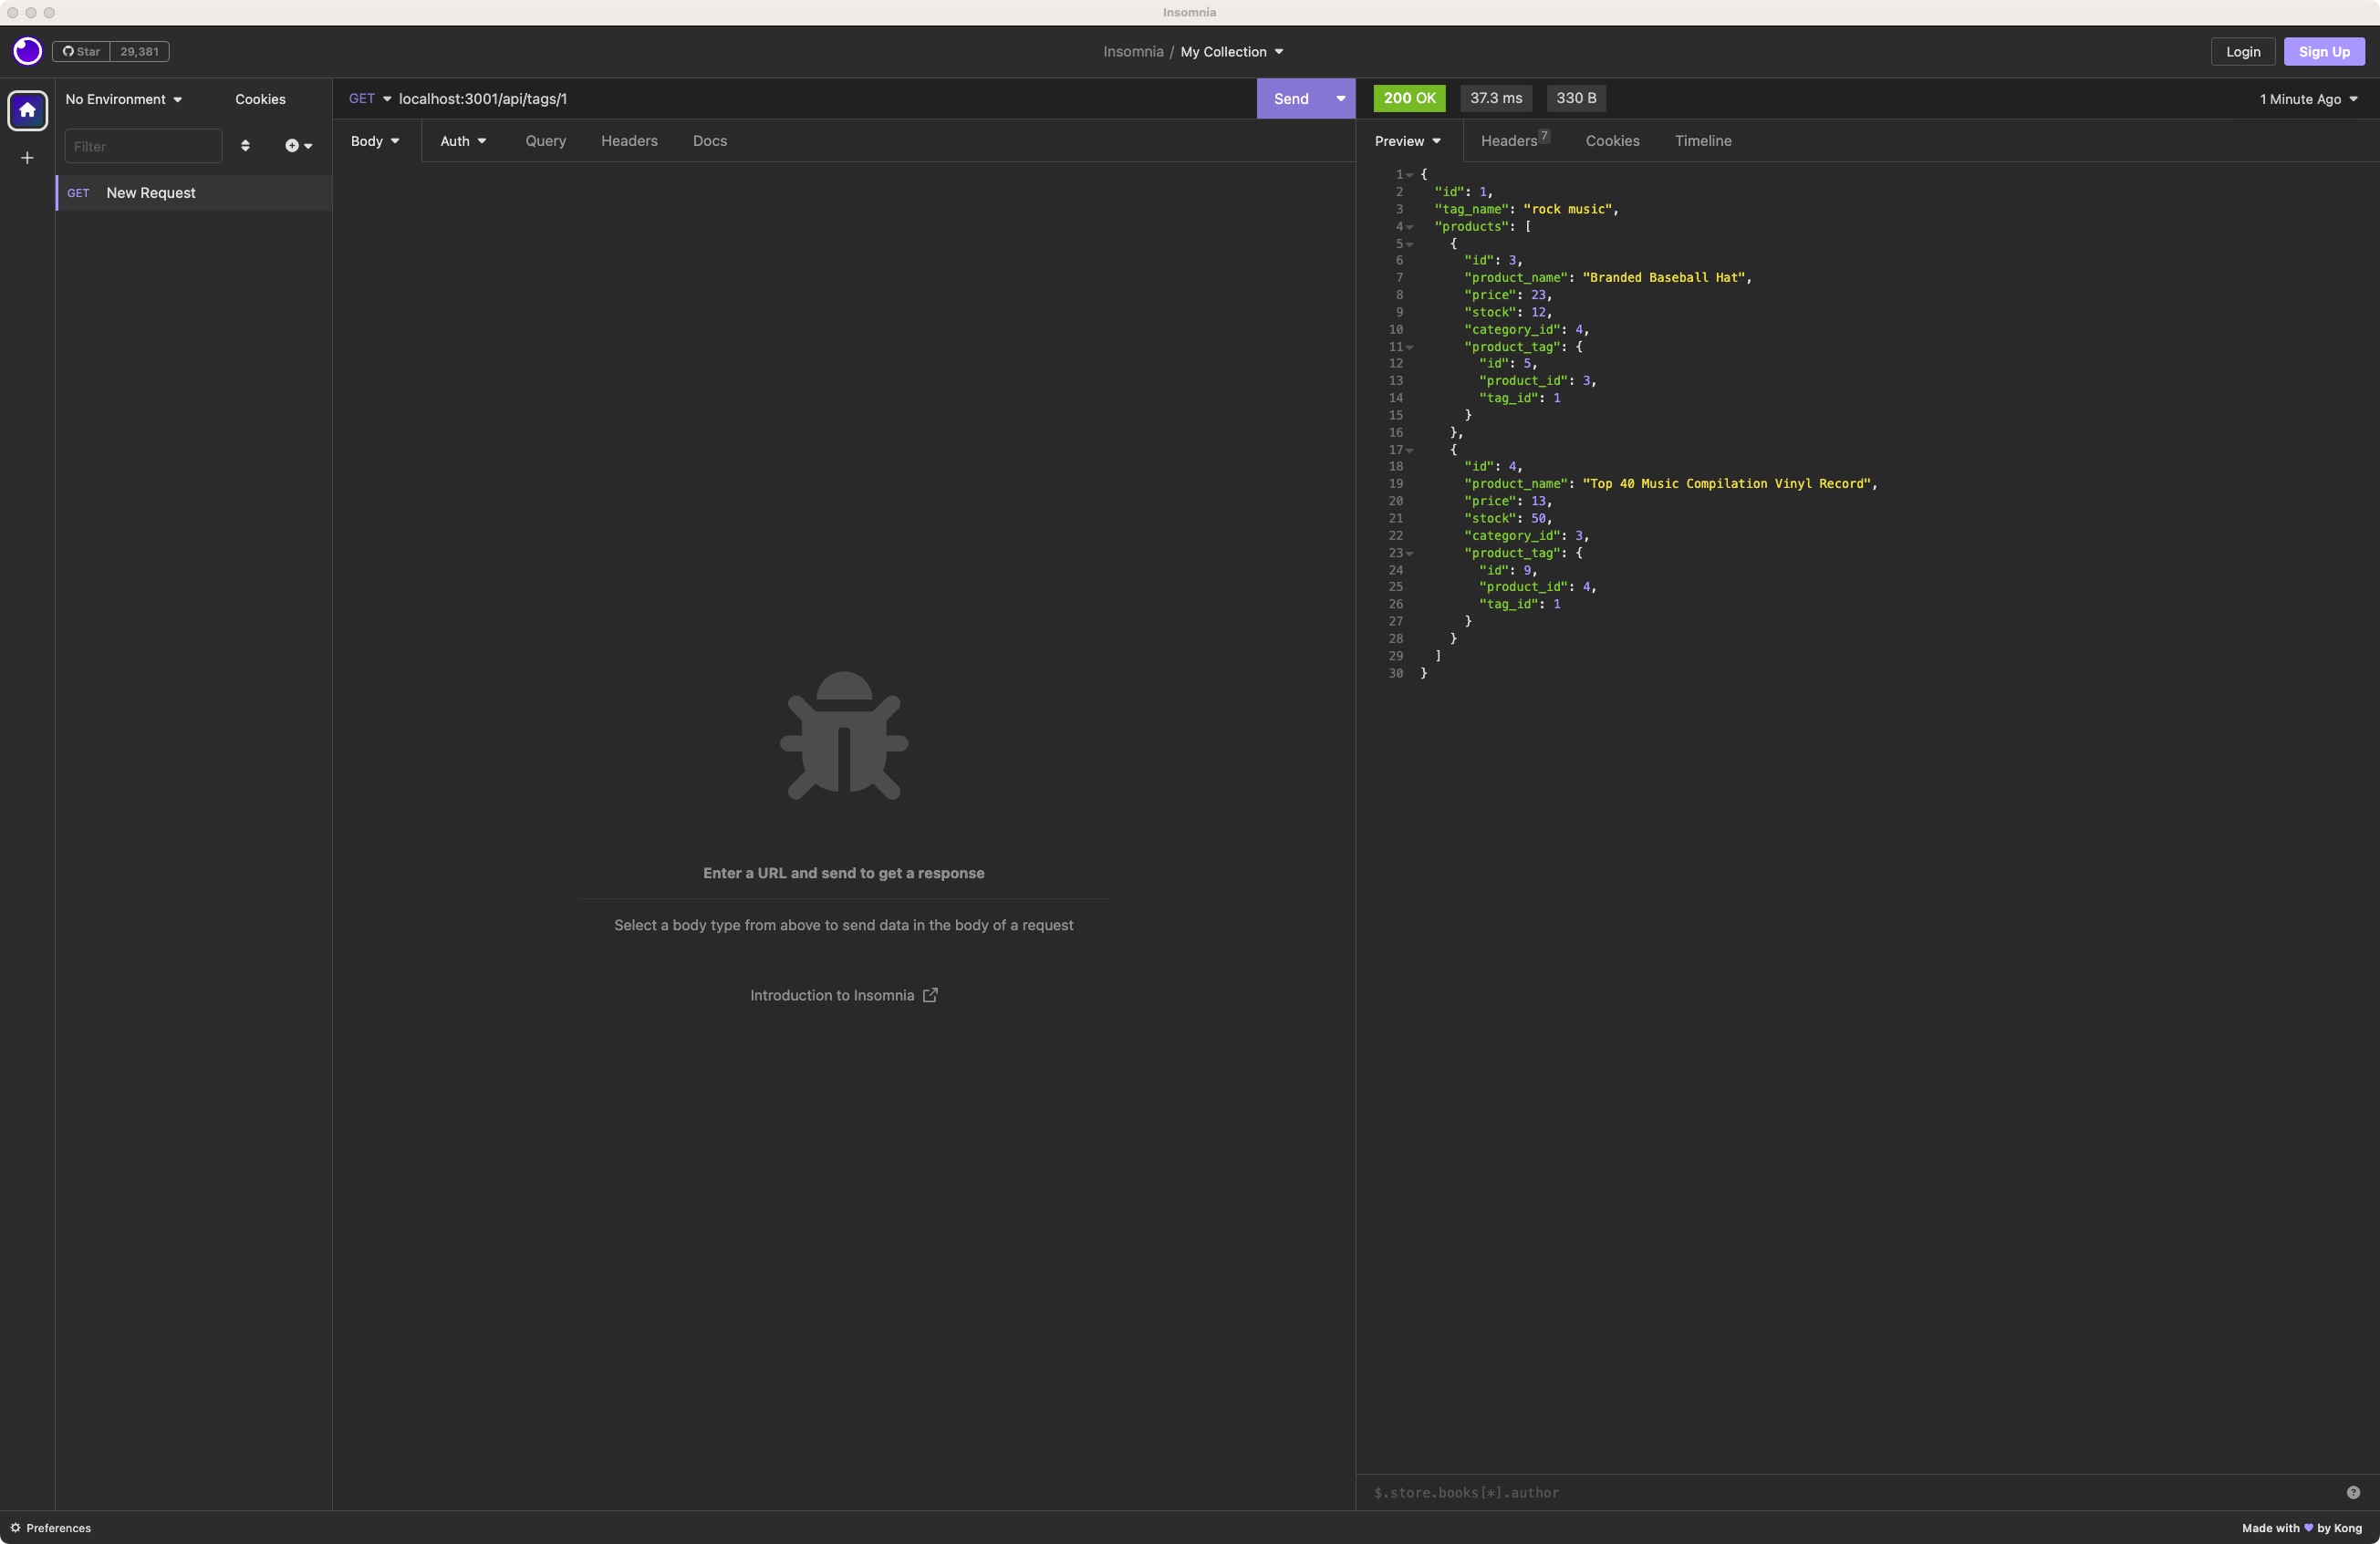 Insomnia
Star 29,381
Insomnia / My Collection
Login
Sign Up
No Environment
Cookies
Filter
GET New Request
GET localhost:3001/api/tags/1
Send
Body
Auth
Query
Headers
Docs
Enter a URL and send to get a response
Select a body type from above to send data in the body of a request
Introduction to Insomnia
200 OK
37.3 ms
330 B
1 Minute Ago
Preview
Headers 7
Cookies
Timeline
1 {
2 "id": 1,
3 "tag_name": "rock music",
4 "products": [
5 {
6 "id": 3,
7 "product_name": "Branded Baseball Hat",
8 "price": 23,
9 "stock": 12,
10 "category_id": 4,
11 "product_tag": {
12 "id": 5,
13 "product_id": 3,
14 "tag_id": 1
15 }
16 },
17 {
18 "id": 4,
19 "product_name": "Top 40 Music Compilation Vinyl Record",
20 "price": 13,
21 "stock": 50,
22 "category_id": 3,
23 "product_tag": {
24 "id": 9,
25 "product_id": 4,
26 "tag_id": 1
27 }
28 }
29 ]
30 }
$.store.books[*].author
Preferences
Made with ♥ by Kong